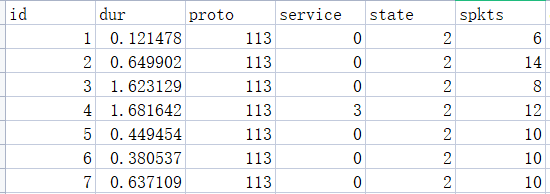 id dur proto service state spkts
1 0.121478 113 0 2 6
2 0.649902 113 0 2 14
3 1.623129 113 0 2 8
4 1.681642 113 3 2 12
5 0.449454 113 0 2 10
6 0.380537 113 0 2 10
7 0.637109 113 0 2 10